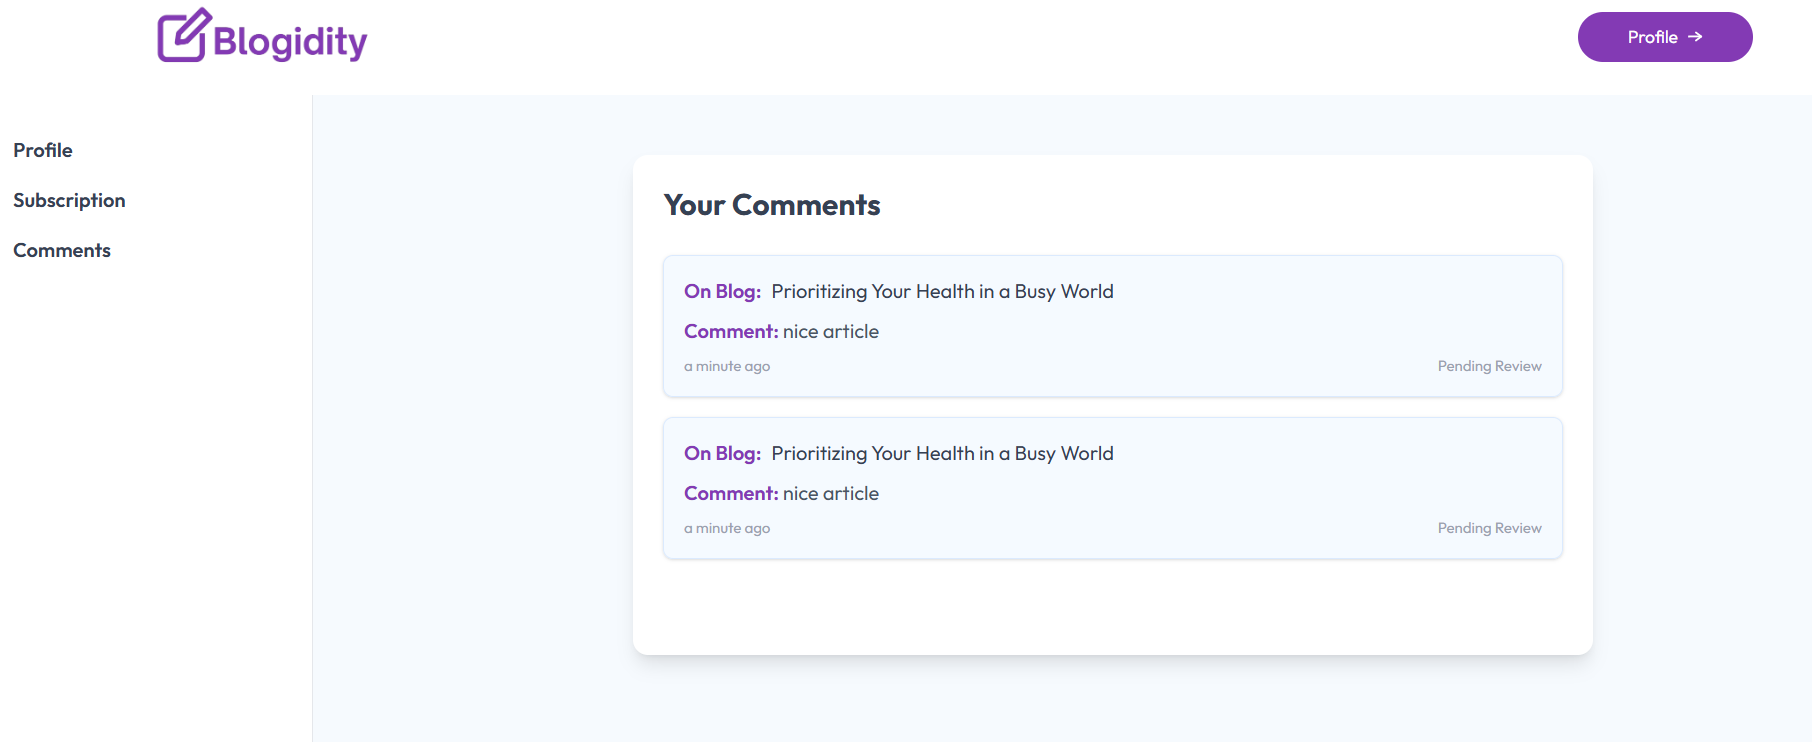 Blogidity
Profile →
Profile
Subscription
Comments
Your Comments
On Blog: Prioritizing Your Health in a Busy World
Comment: nice article
a minute ago Pending Review
On Blog: Prioritizing Your Health in a Busy World
Comment: nice article
a minute ago Pending Review